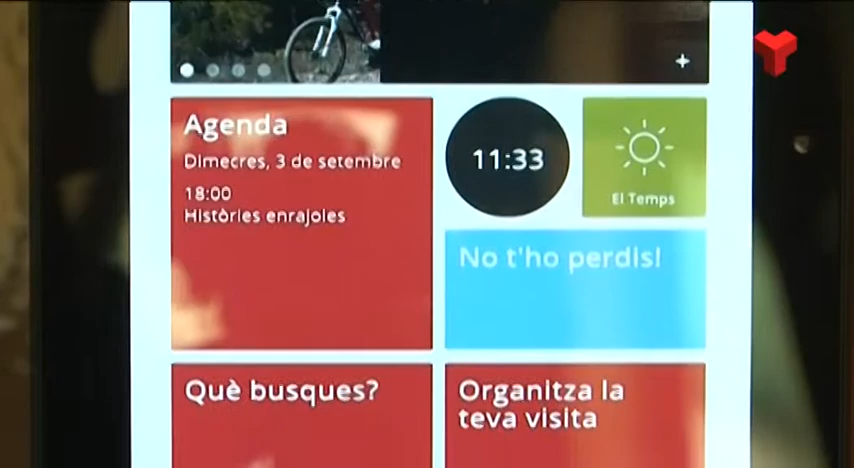 Agenda
Dimecres, 3 de setembre
18:00
Històries enrajoies
11:33
El Temps
No t'ho perdis!
Què busques?
Organitza la
teva visita